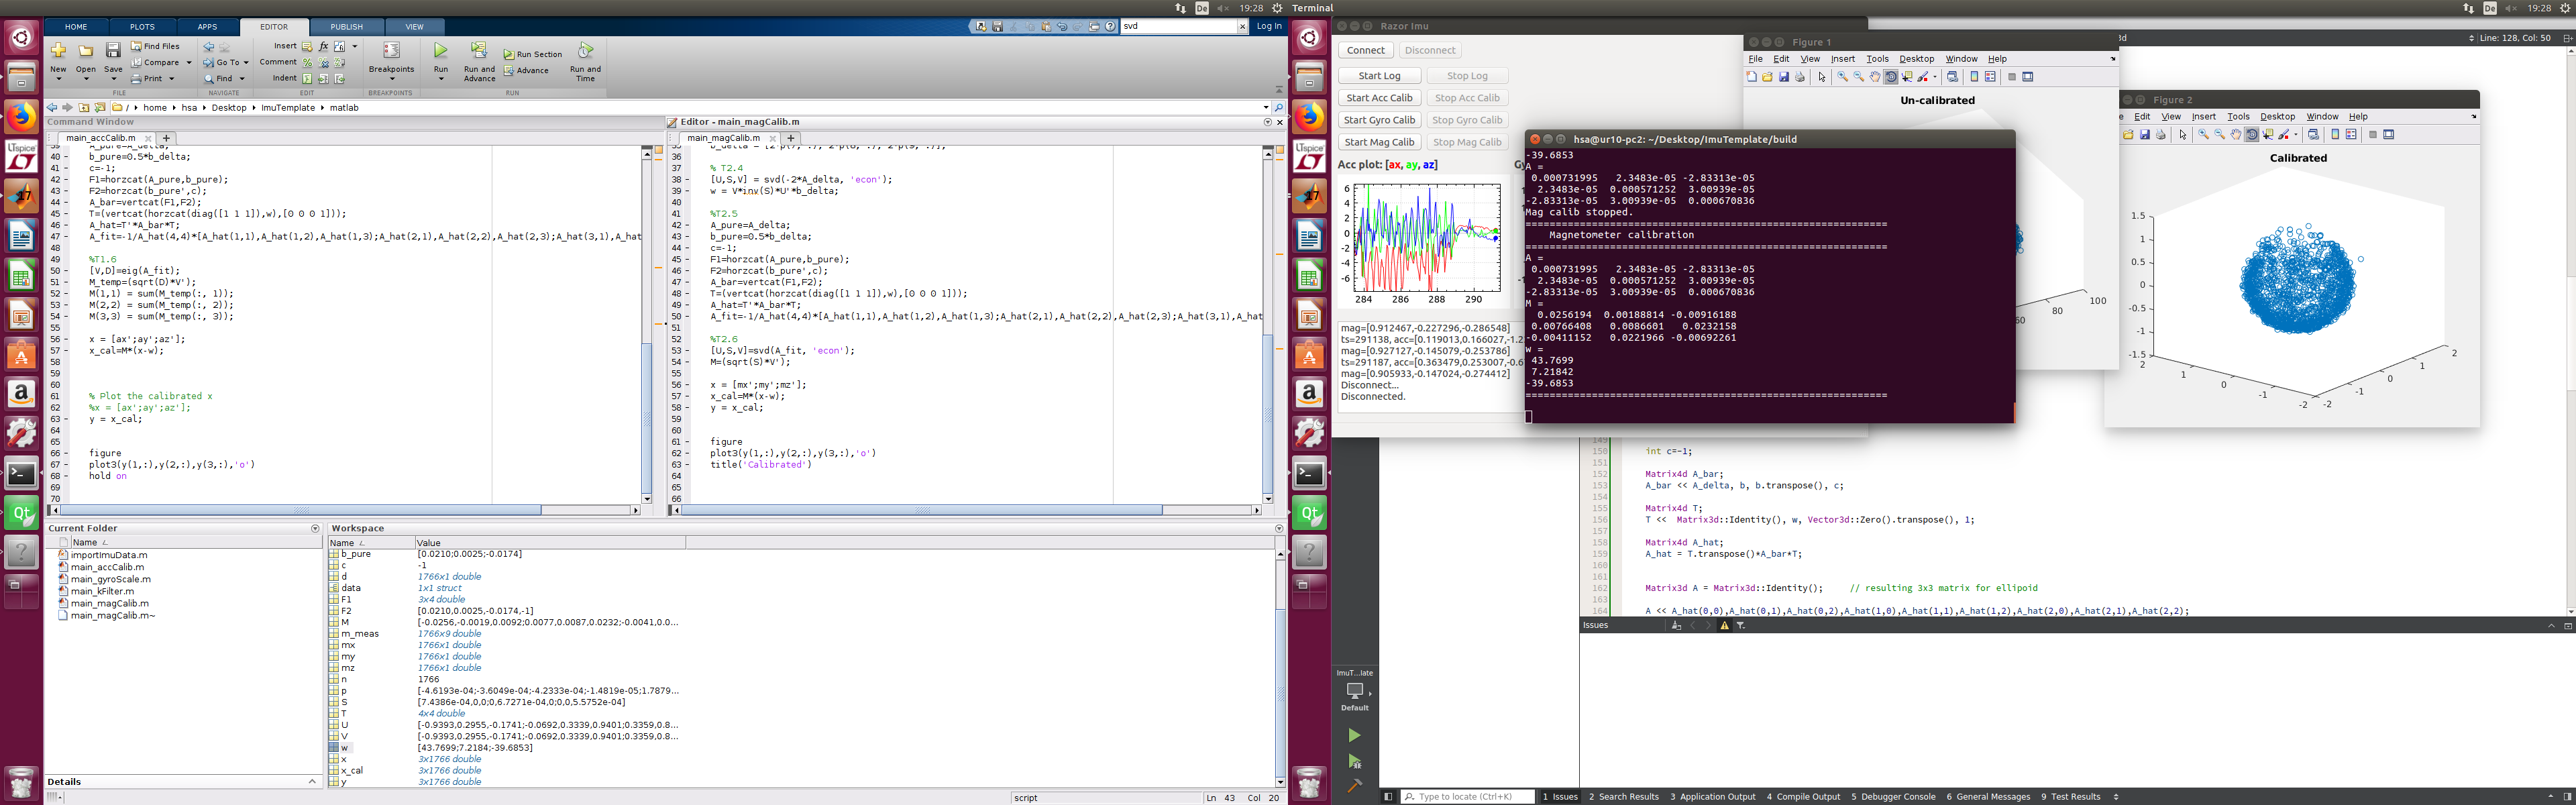 De
19:28
Terminal
De
19:28
HOME
PLOTS
APPS
EDITOR
PUBLISH
VIEW
svd
Log In
New
Open
Save
Find Files
Compare
Print
Go To
Find
Insert
Comment
Indent
Breakpoints
Run
Run and Advance
Run Section
Advance
Run and Time
FILE
NAVIGATE
EDIT
BREAKPOINTS
RUN
/ ▸ home ▸ hsa ▸ Desktop ▸ ImuTemplate ▸ matlab
Command Window
main_accCalib.m
40 b_pure=0.5*b_delta;
41 c=-1;
42 F1=horzcat(A_pure,b_pure);
43 F2=horzcat(b_pure',c);
44 A_bar=vertcat(F1,F2);
45 T=(vertcat(horzcat(diag([1 1 1]),w),[0 0 0 1]));
46 A_hat=T'*A_bar*T;
47 A_fit=-1/A_hat(4,4)*[A_hat(1,1),A_hat(1,2),A_hat(1,3);A_hat(2,1),A_hat(2,2),A_hat(2,3);A_hat(3,1),A_hat
48
49 %T1.6
50 [V,D]=eig(A_fit);
51 M_temp=(sqrt(D)*V');
52 M(1,1) = sum(M_temp(:, 1));
53 M(2,2) = sum(M_temp(:, 2));
54 M(3,3) = sum(M_temp(:, 3));
55
56 x = [ax';ay';az'];
57 x_cal=M*(x-w);
58
59
60
61 % Plot the calibrated x
62 %x = [ax';ay';az'];
63 y = x_cal;
64
65
66 figure
67 plot3(y(1,:),y(2,:),y(3,:),'o')
68 hold on
69
70
Editor - main_magCalib.m
main_magCalib.m
36
37 % T2.4
38 [U,S,V] = svd(-2*A_delta, 'econ');
39 w = V*inv(S)*U'*b_delta;
40
41 %T2.5
42 A_pure=A_delta;
43 b_pure=0.5*b_delta;
44 c=-1;
45 F1=horzcat(A_pure,b_pure);
46 F2=horzcat(b_pure',c);
47 A_bar=vertcat(F1,F2);
48 T=(vertcat(horzcat(diag([1 1 1]),w),[0 0 0 1]));
49 A_hat=T'*A_bar*T;
50 A_fit=-1/A_hat(4,4)*[A_hat(1,1),A_hat(1,2),A_hat(1,3);A_hat(2,1),A_hat(2,2),A_hat(2,3);A_hat(3,1),A_hat
51
52 %T2.6
53 [U,S,V]=svd(A_fit, 'econ');
54 M=(sqrt(S)*V');
55
56 x = [mx';my';mz'];
57 x_cal=M*(x-w);
58 y = x_cal;
59
60
61 figure
62 plot3(y(1,:),y(2,:),y(3,:),'o')
63 title('Calibrated')
64
65
66
Current Folder
Name
importImuData.m
main_accCalib.m
main_gyroScale.m
main_kFilter.m
main_magCalib.m
main_magCalib.m~
Details
Workspace
Name Value
b_pure [0.0210;0.0025;-0.0174]
c -1
d 1766x1 double
data 1x1 struct
F1 3x4 double
F2 [0.0210,0.0025,-0.0174,-1]
M [-0.0256,-0.0019,0.0092;0.0077,0.0087,0.0232;-0.0041,0.0...
m_meas 1766x9 double
mx 1766x1 double
my 1766x1 double
mz 1766x1 double
n 1766
p [-4.6193e-04;-3.6049e-04;-4.2333e-04;-1.4819e-05;1.7879...
S [7.4386e-04,0,0;0,6.7271e-04,0;0,0,5.5752e-04]
T 4x4 double
U [-0.9393,0.2955,-0.1741;-0.0692,0.3339,0.9401;0.3359,0.8...
V [-0.9393,0.2955,-0.1741;-0.0692,0.3339,0.9401;0.3359,0.8...
w [43.7699;7.2184;-39.6853]
x 3x1766 double
x_cal 3x1766 double
y 3x1766 double
script
Ln 43 Col 20
Razor Imu
Connect Disconnect
Start Log Stop Log
Start Acc Calib Stop Acc Calib
Start Gyro Calib Stop Gyro Calib
Start Mag Calib Stop Mag Calib
Acc plot: [ax, ay, az]
Gy
6
4
2
0
-2
-4
-6
284 286 288 290
mag=[0.912467,-0.227296,-0.286548]
ts=291138, acc=[0.119013,0.166027,-1.2
mag=[0.927127,-0.145079,-0.253786]
ts=291187, acc=[0.363479,0.253007,-0.6
mag=[0.905933,-0.147024,-0.274412]
Disconnect...
Disconnected.
Figure 1
File Edit View Insert Tools Desktop Window Help
Un-calibrated
60 80 100
Line: 128, Col: 50
Figure 2
Edit View Insert Tools Desktop Window Help
Calibrated
1.5
1
0.5
0
-0.5
-1
-1.5
2 1 0 -1 -2
-2 -1 0 1 2
hsa@ur10-pc2: ~/Desktop/ImuTemplate/build
-39.6853
A =
0.000731995 2.3483e-05 -2.83313e-05
2.3483e-05 0.000571252 3.00939e-05
-2.83313e-05 3.00939e-05 0.000670836
Mag calib stopped.
============================================================
Magnetometer calibration
============================================================
A =
0.000731995 2.3483e-05 -2.83313e-05
2.3483e-05 0.000571252 3.00939e-05
-2.83313e-05 3.00939e-05 0.000670836
M =
0.0256194 0.00188814 -0.00916188
0.00766408 0.0086601 0.0232158
-0.00411152 0.0221966 -0.00692261
w =
43.7699
7.21842
-39.6853
============================================================
149
150 int c=-1;
151
152 Matrix4d A_bar;
153 A_bar << A_delta, b, b.transpose(), c;
154
155 Matrix4d T;
156 T << Matrix3d::Identity(), w, Vector3d::Zero().transpose(), 1;
157
158 Matrix4d A_hat;
159 A_hat = T.transpose()*A_bar*T;
160
161
162 Matrix3d A = Matrix3d::Identity(); // resulting 3x3 matrix for ellipoid
163
164 A << A_hat(0,0),A_hat(0,1),A_hat(0,2),A_hat(1,0),A_hat(1,1),A_hat(1,2),A_hat(2,0),A_hat(2,1),A_hat(2,2);
Issues
ImuT...late
Default
Type to locate (Ctrl+K)
1 Issues 2 Search Results 3 Application Output 4 Compile Output 5 Debugger Console 6 General Messages 9 Test Results